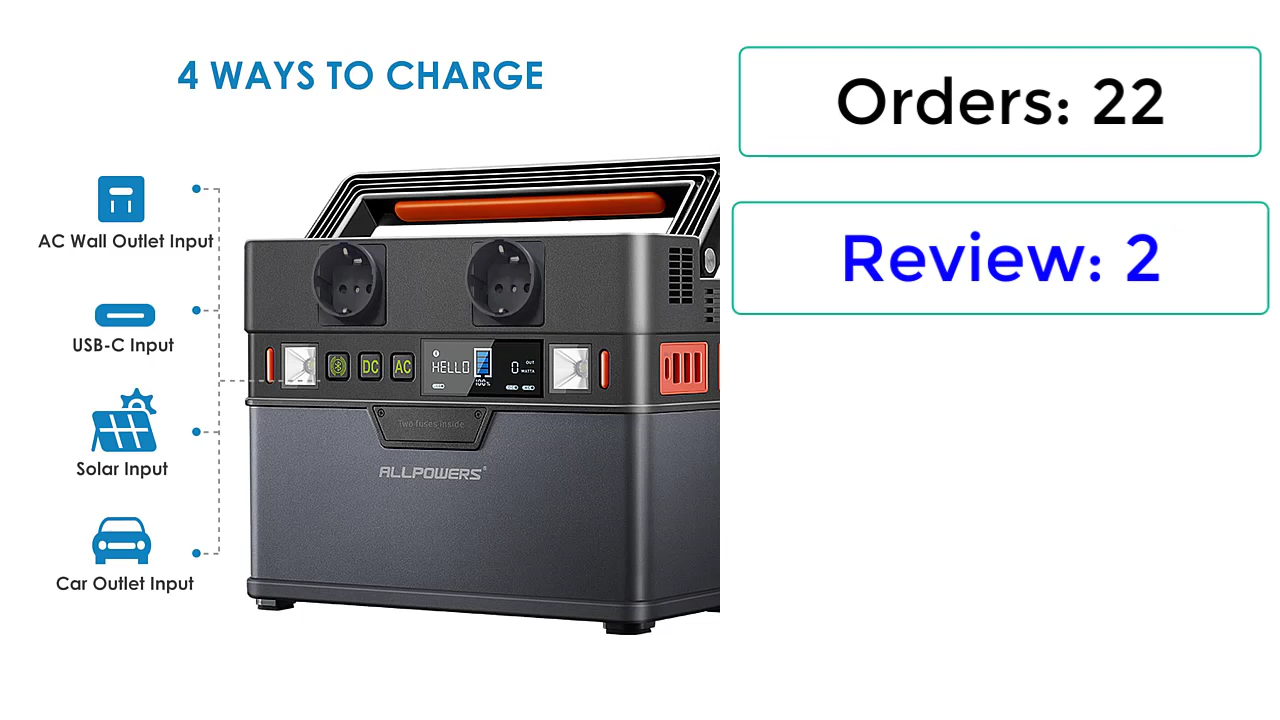 4 WAYS TO CHARGE
Orders: 22
AC Wall Outlet Input
Review: 2
USB-C Input
DC
AC
HELLO
100%
0
OUT
WATTA
Two fuses inside
ALLPOWERS
Solar Input
Car Outlet Input